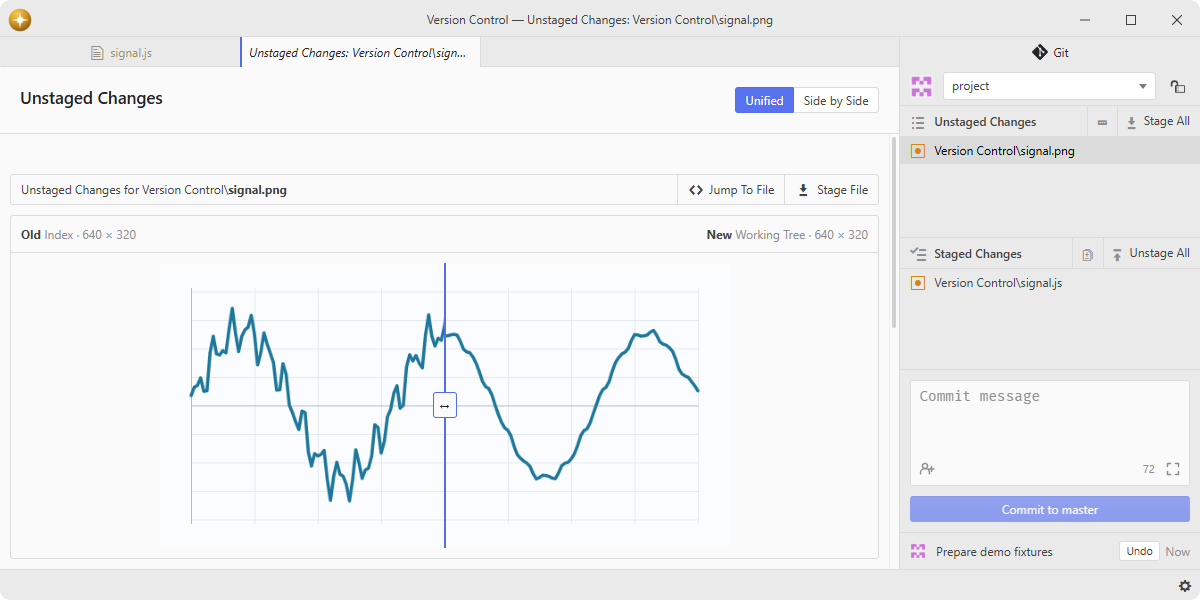 Version Control — Unstaged Changes: Version Control\signal.png
signal.js
Unstaged Changes: Version Control\sign...
Git
Unstaged Changes
Unified
Side by Side
project
Unstaged Changes
Stage All
Version Control\signal.png
Unstaged Changes for Version Control\signal.png
Jump To File
Stage File
Old Index · 640 × 320
New Working Tree · 640 × 320
Staged Changes
Unstage All
Version Control\signal.js
Commit message
72
Commit to master
Prepare demo fixtures
Undo
Now